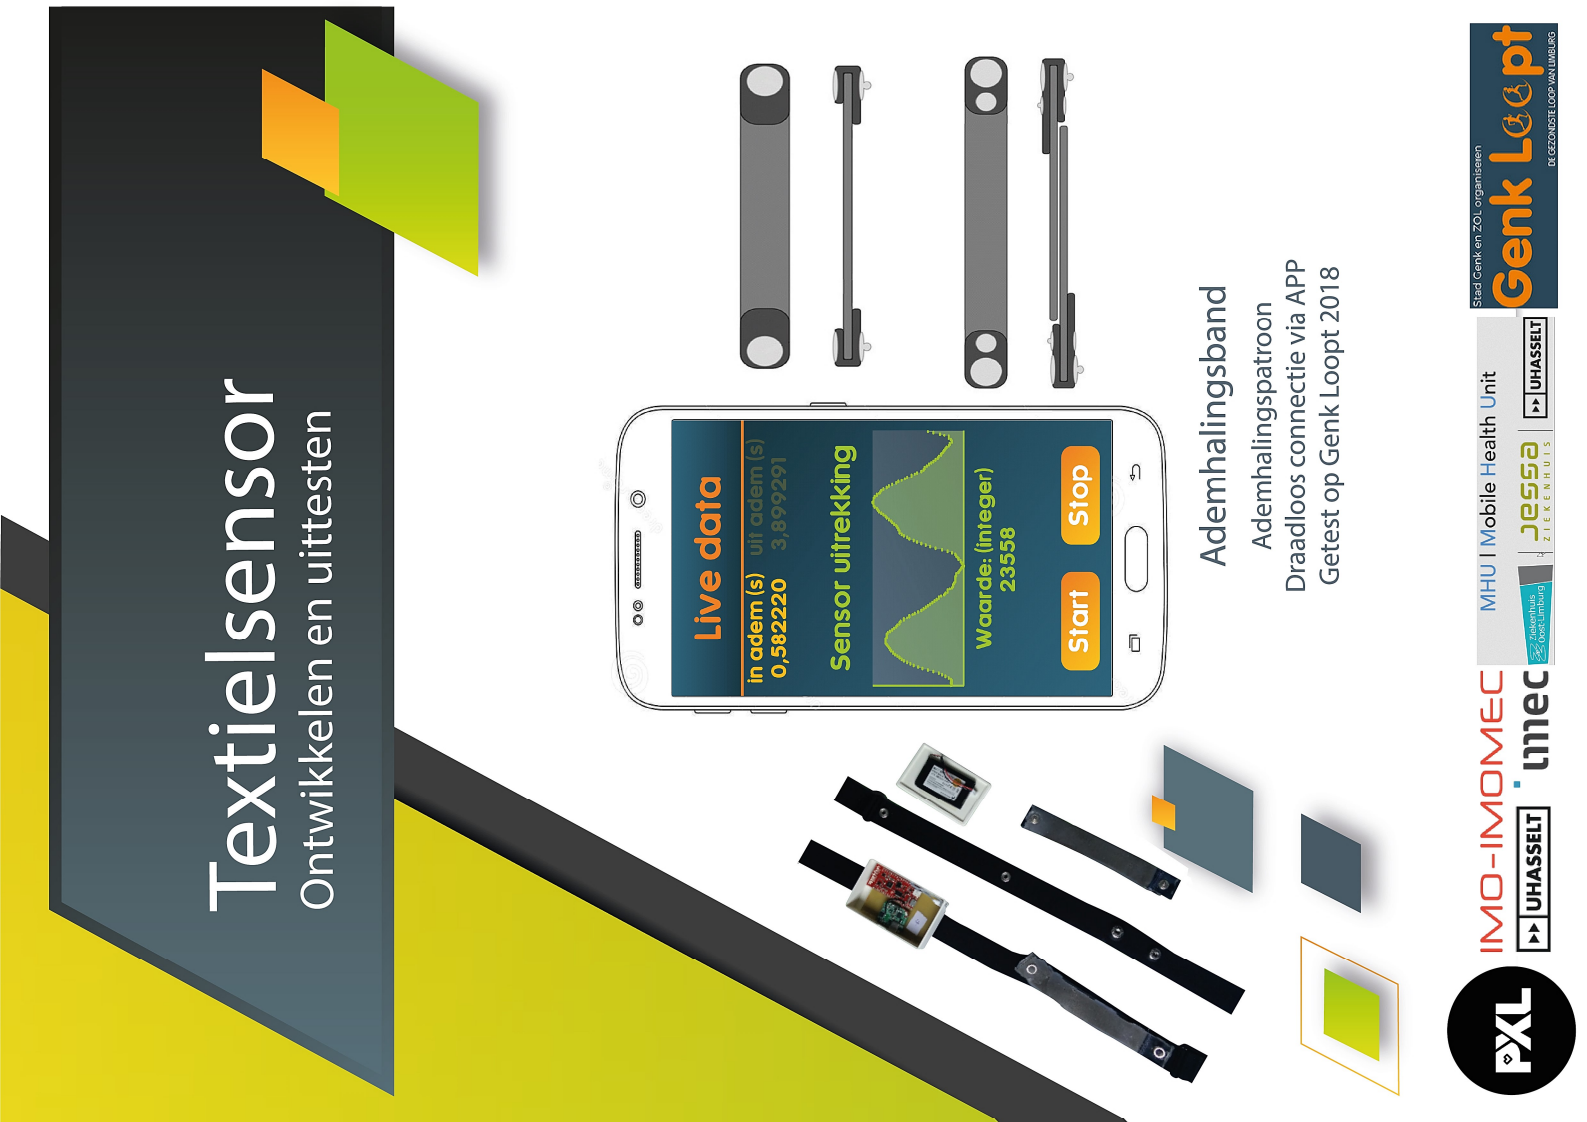 Textielsensor
Ontwikkelen en uittesten
Live data
in adem (s) uit adem (s)
0,582220 3,899291
Sensor uitrekking
Waarde: (integer)
23558
Start Stop
Ademhalingsband
Ademhalingspatroon
Draadloos connectie via APP
Getest op Genk Loopt 2018
PXL
IMO-IMOMEC
UHASSELT
imec
MHU | Mobile Health Unit
Ziekenhuis
Oost-Limburg
Jessa
ZIEKENHUIS
UHASSELT
Stad Genk en ZOL organiseren
Genk Loopt
DE GEZONDSTE LOOP VAN LIMBURG